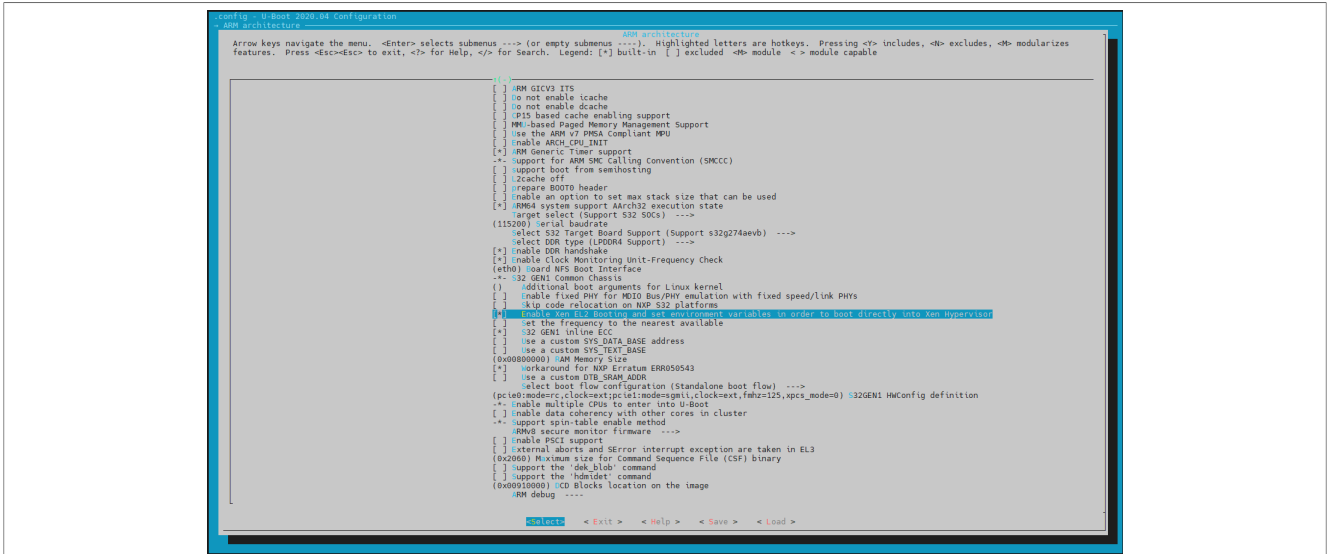 .config - U-Boot 2020.04 Configuration
→ ARM architecture
ARM architecture
Arrow keys navigate the menu.  <Enter> selects submenus ---> (or empty submenus ----).  Highlighted letters are hotkeys.  Pressing <Y> includes, <N> excludes, <M> modularizes
features.  Press <Esc><Esc> to exit, <?> for Help, </> for Search.  Legend: [*] built-in  [ ] excluded  <M> module  < > module capable
^(-)
[ ] ARM GICV3 ITS
[ ] Do not enable icache
[ ] Do not enable dcache
[ ] CP15 based cache enabling support
[ ] MMU-based Paged Memory Management Support
[ ] Use the ARM v7 PMSA Compliant MPU
[ ] Enable ARCH_CPU_INIT
[*] ARM Generic Timer support
-*- Support for ARM SMC Calling Convention (SMCCC)
[ ] support boot from semihosting
[ ] L2cache off
[ ] prepare BOOT0 header
[ ] Enable an option to set max stack size that can be used
[*] ARM64 system support AArch32 execution state
Target select (Support S32 SOCs)  --->
(115200) Serial baudrate
Select S32 Target Board Support (Support s32g274aevb)  --->
Select DDR type (LPDDR4 Support)  --->
[*] Enable DDR handshake
[*] Enable Clock Monitoring Unit-Frequency Check
(eth0) Board NFS Boot Interface
-*- S32 GEN1 Common Chassis
()    Additional boot arguments for Linux kernel
[ ]   Enable fixed PHY for MDIO Bus/PHY emulation with fixed speed/link PHYs
[ ]   Skip code relocation on NXP S32 platforms
[*]   Enable Xen EL2 Booting and set environment variables in order to boot directly into Xen Hypervisor
[ ]   Set the frequency to the nearest available
[*]   S32 GEN1 inline ECC
[ ]   Use a custom SYS_DATA_BASE address
[ ]   Use a custom SYS_TEXT_BASE
(0x00800000) RAM Memory Size
[*]   Workaround for NXP Erratum ERR050543
[ ]   Use a custom DTB_SRAM_ADDR
Select boot flow configuration (Standalone boot flow)  --->
(pcie0:mode=rc,clock=ext;pcie1:mode=sgmii,clock=ext,fmhz=125,xpcs_mode=0) S32GEN1 HWConfig definition
-*- Enable multiple CPUs to enter into U-Boot
[ ] Enable data coherency with other cores in cluster
-*- Support spin-table enable method
ARMv8 secure monitor firmware  --->
[ ] Enable PSCI support
[ ] External aborts and SError interrupt exception are taken in EL3
(0x2060) Maximum size for Command Sequence File (CSF) binary
[ ] Support the 'dek_blob' command
[ ] Support the 'hdmidet' command
(0x00910000) DCD Blocks location on the image
ARM debug  ----
<Select>    < Exit >    < Help >    < Save >    < Load >